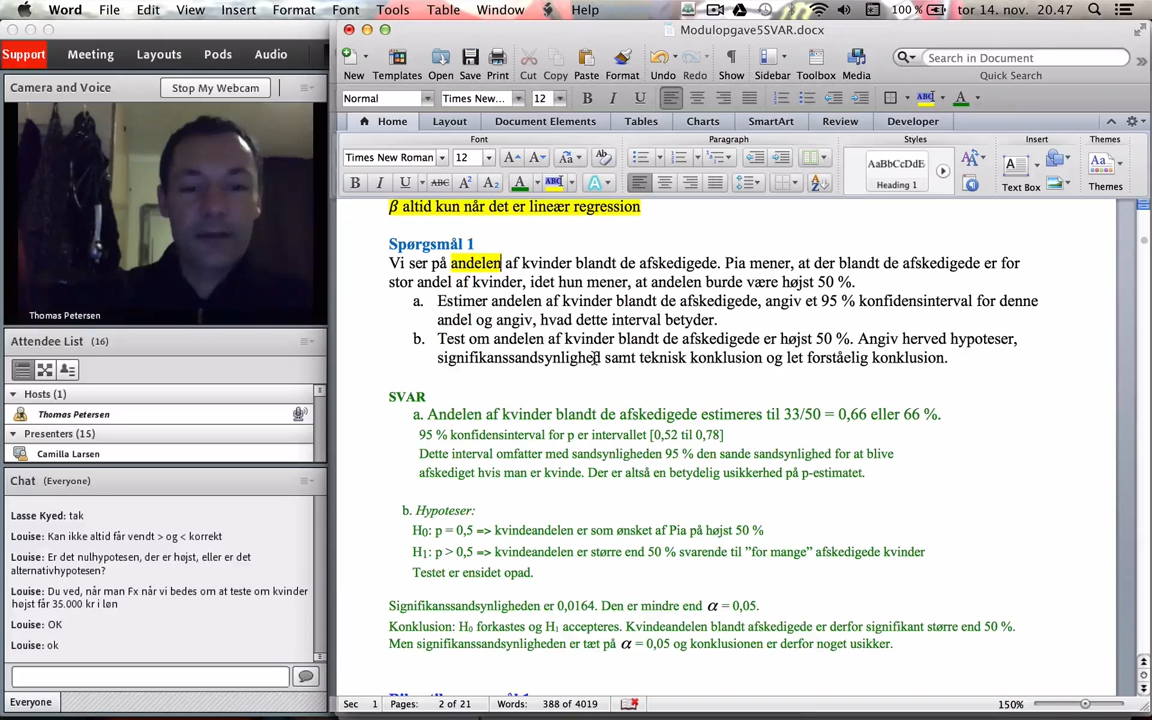 Word File Edit View Insert Format Font Tools Table Window Help 100 % tor 14. nov. 20.47
Support Meeting Layouts Pods Audio
Camera and Voice Stop My Webcam
Thomas Petersen
Attendee List (16)
Hosts (1)
Thomas Petersen
Presenters (15)
Camilla Larsen
Chat (Everyone)
Lasse Kyed: tak
Louise: Kan ikke altid får vendt > og < korrekt
Louise: Er det nulhypotesen, der er højst, eller er det
alternativhypotesen?
Louise: Du ved, når man Fx når vi bedes om at teste om kvinder
højst får 35.000 kr i løn
Louise: OK
Louise: ok
Everyone
Modulopgave5SVAR.docx
Search in Document
New Templates Open Save Print Cut Copy Paste Format Undo Redo Show Sidebar Toolbox Media Quick Search
Normal Times New... 12 B I U ABC A
Home Layout Document Elements Tables Charts SmartArt Review Developer
Font Paragraph Styles Insert Themes
Times New Roman 12 A A Aa AaBbCcDdE A Aa
B I U ABC A² A₂ A ABC A Heading 1 Text Box Themes
β altid kun når det er lineær regression
Spørgsmål 1
Vi ser på andelen af kvinder blandt de afskedigede. Pia mener, at der blandt de afskedigede er for
stor andel af kvinder, idet hun mener, at andelen burde være højst 50 %.
a. Estimer andelen af kvinder blandt de afskedigede, angiv et 95 % konfidensinterval for denne
andel og angiv, hvad dette interval betyder.
b. Test om andelen af kvinder blandt de afskedigede er højst 50 %. Angiv herved hypoteser,
signifikanssandsynlighed samt teknisk konklusion og let forståelig konklusion.
SVAR
a. Andelen af kvinder blandt de afskedigede estimeres til 33/50 = 0,66 eller 66 %.
95 % konfidensinterval for p er intervallet [0,52 til 0,78]
Dette interval omfatter med sandsynligheden 95 % den sande sandsynlighed for at blive
afskediget hvis man er kvinde. Der er altså en betydelig usikkerhed på p-estimatet.
b. Hypoteser:
H₀: p = 0,5 => kvindeandelen er som ønsket af Pia på højst 50 %
H₁: p > 0,5 => kvindeandelen er større end 50 % svarende til ”for mange” afskedigede kvinder
Testet er ensidet opad.
Signifikanssandsynligheden er 0,0164. Den er mindre end α = 0,05.
Konklusion: H₀ forkastes og H₁ accepteres. Kvindeandelen blandt afskedigede er derfor signifikant større end 50 %.
Men signifikanssandsynligheden er tæt på α = 0,05 og konklusionen er derfor noget usikker.
Sec 1 Pages: 2 of 21 Words: 388 of 4019 150%